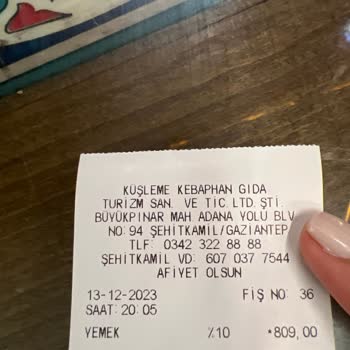 KÜŞLEME KEBAPHAN GIDA
TURİZM SAN. VE TİC.LTD.ŞTİ.
BÜYÜKPINAR MAH.ADANA YOLU BLV
NO:94 ŞEHİTKAMİL/GAZİANTEP
TLF: 0342 322 88 88
ŞEHİTKAMİL VD: 607 037 7544
AFİYET OLSUN
13-12-2023 FİŞ NO: 36
SAAT: 20:05
YEMEK %10 *809,00